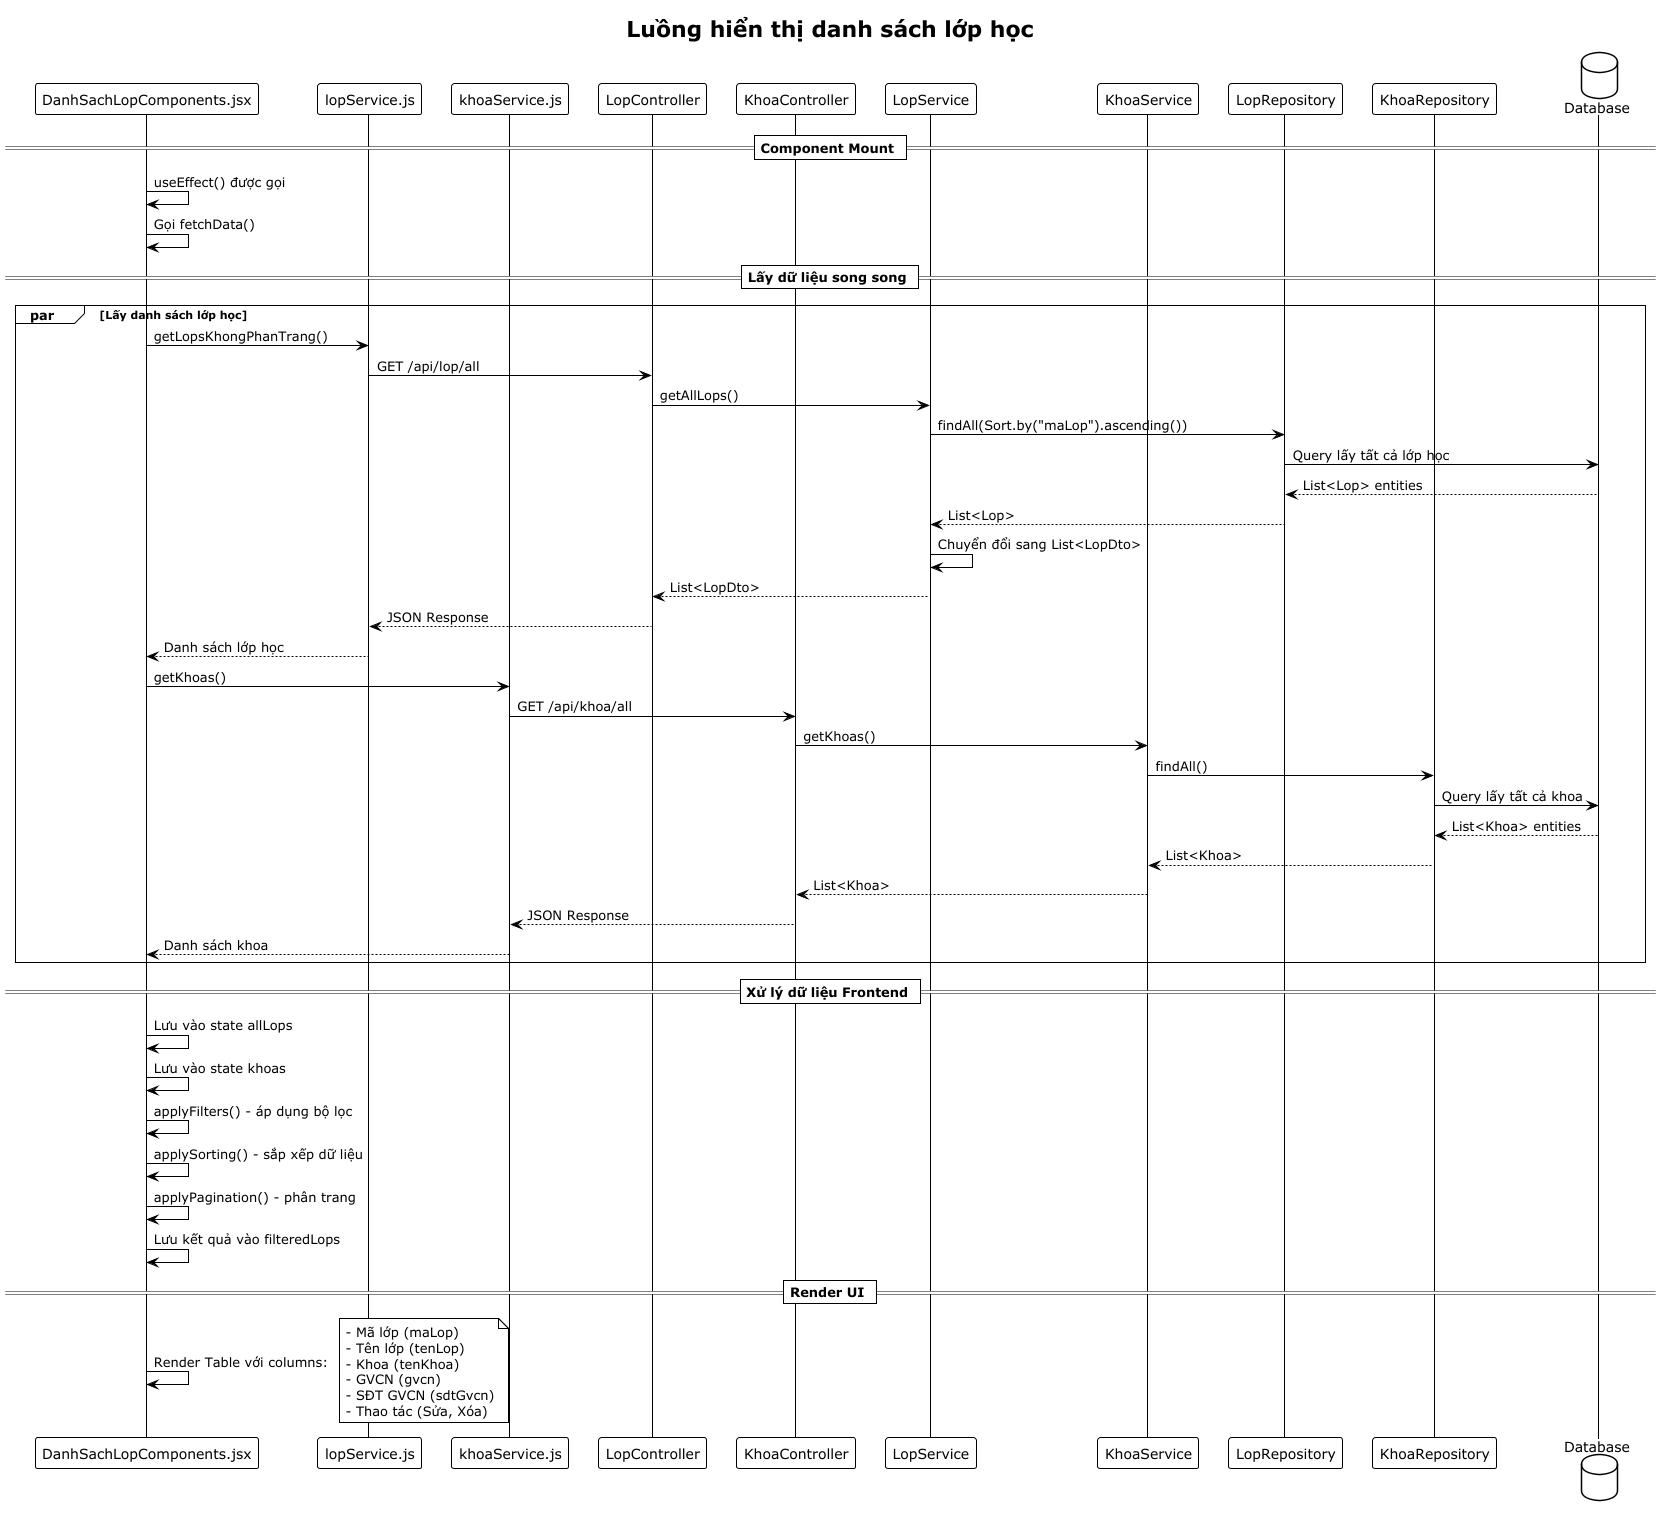 Luồng hiển thị danh sách lớp học
DanhSachLopComponents.jsx
lopService.js
khoaService.js
LopController
KhoaController
LopService
KhoaService
LopRepository
KhoaRepository
Database
Component Mount
useEffect() được gọi
Gọi fetchData()
Lấy dữ liệu song song
par
[Lấy danh sách lớp học]
getLopsKhongPhanTrang()
GET /api/lop/all
getAllLops()
findAll(Sort.by("maLop").ascending())
Query lấy tất cả lớp học
List<Lop> entities
List<Lop>
Chuyển đổi sang List<LopDto>
List<LopDto>
JSON Response
Danh sách lớp học
getKhoas()
GET /api/khoa/all
getKhoas()
findAll()
Query lấy tất cả khoa
List<Khoa> entities
List<Khoa>
List<Khoa>
JSON Response
Danh sách khoa
Xử lý dữ liệu Frontend
Lưu vào state allLops
Lưu vào state khoas
applyFilters() - áp dụng bộ lọc
applySorting() - sắp xếp dữ liệu
applyPagination() - phân trang
Lưu kết quả vào filteredLops
Render UI
Render Table với columns:
- Mã lớp (maLop)
- Tên lớp (tenLop)
- Khoa (tenKhoa)
- GVCN (gvcn)
- SĐT GVCN (sdtGvcn)
- Thao tác (Sửa, Xóa)
DanhSachLopComponents.jsx
lopService.js
khoaService.js
LopController
KhoaController
LopService
KhoaService
LopRepository
KhoaRepository
Database